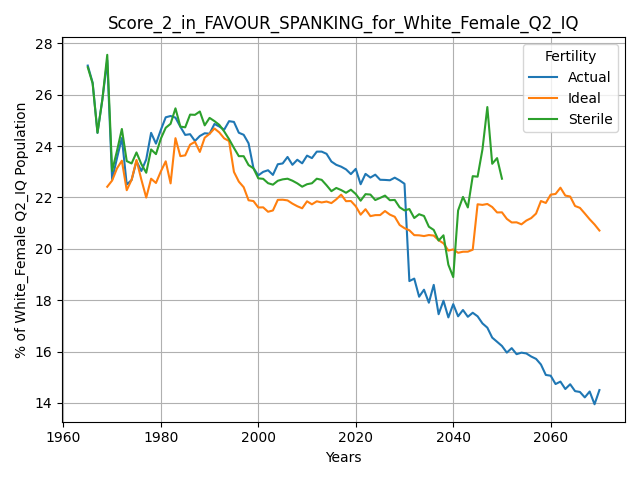 Score_2_in_FAVOUR_SPANKING_for_White_Female_Q2_IQ
% of White_Female Q2_IQ Population
28
26
24
22
20
18
16
14
1960
1980
2000
2020
2040
2060
Years
Fertility
Actual
Ideal
Sterile